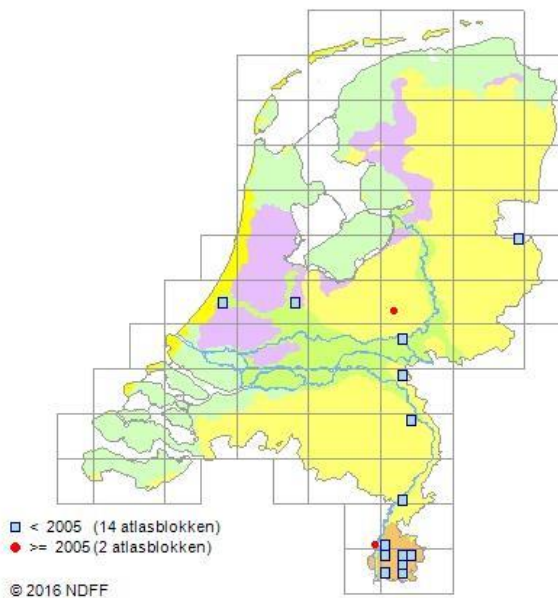 < 2005 (14 atlasblokken)
>= 2005 (2 atlasblokken)
© 2016 NDFF